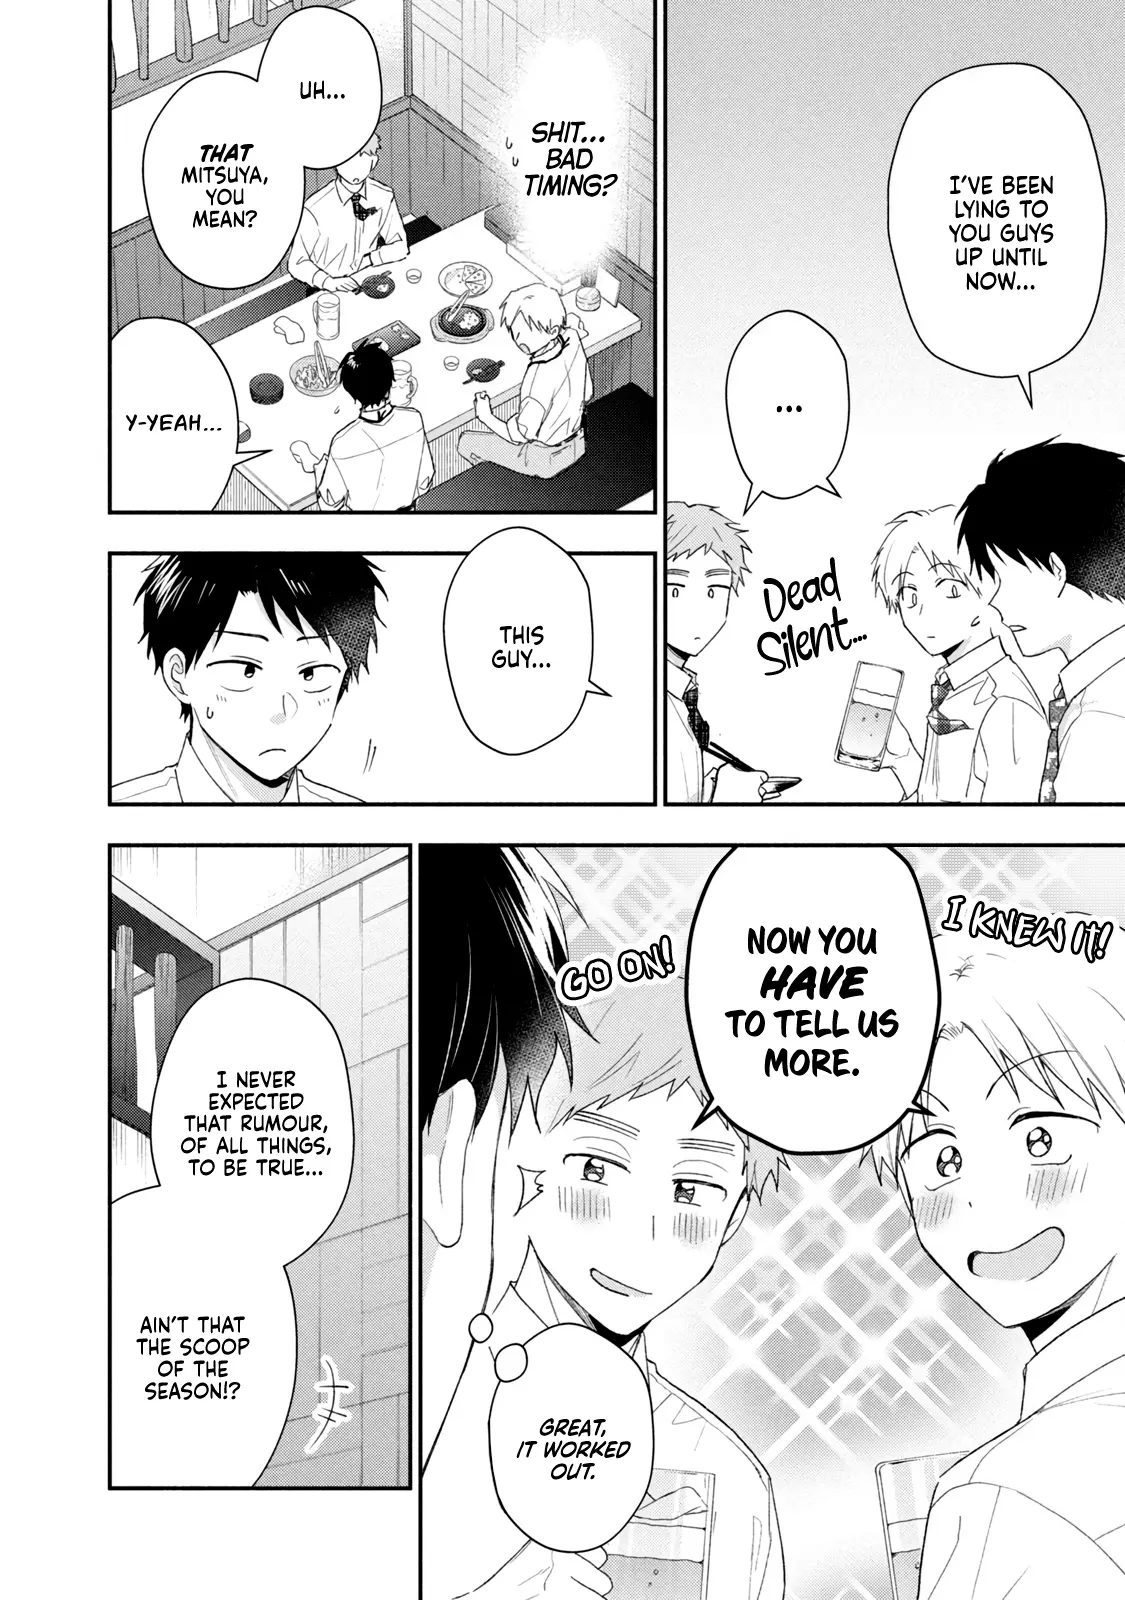 I'VE BEEN
LYING TO
YOU GUYS
UP UNTIL
NOW...
...
Dead
Silent...
SHIT...
BAD
TIMING?
UH...
THAT
MITSUYA,
YOU
MEAN?
Y-YEAH...
THIS
GUY...
I KNEW IT!
NOW YOU
HAVE
TO TELL US
MORE.
GO ON!
GREAT,
IT WORKED
OUT.
I NEVER
EXPECTED
THAT RUMOUR,
OF ALL THINGS,
TO BE TRUE...
AIN'T THAT
THE SCOOP
OF THE
SEASON!?